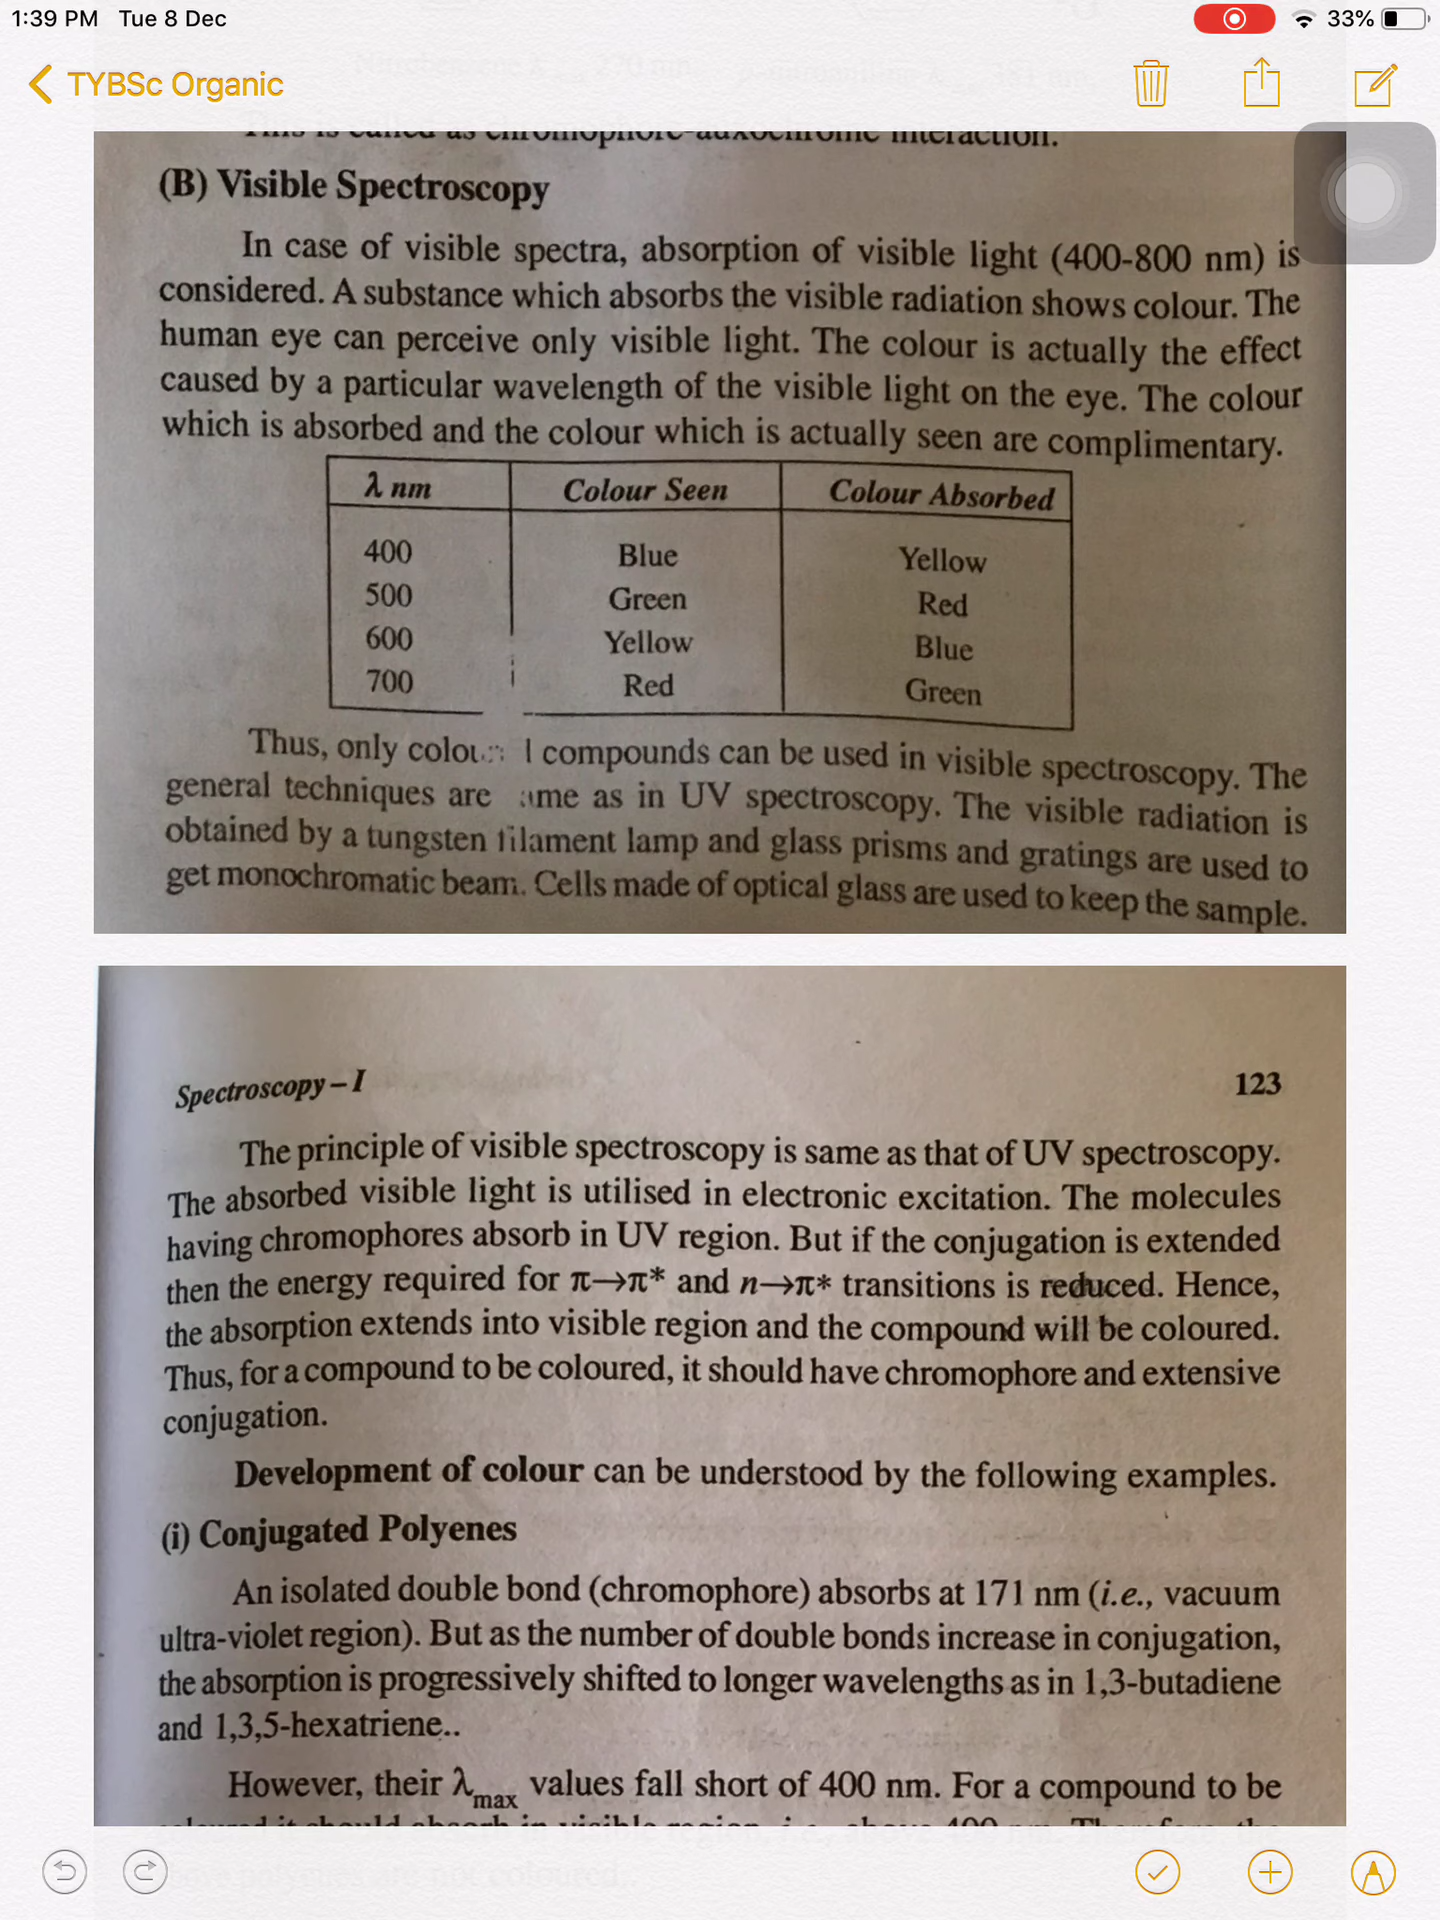 1:39 PM Tue 8 Dec
33%
TYBSc Organic
This is called as chromophore-auxochrome interaction.
(B) Visible Spectroscopy
In case of visible spectra, absorption of visible light (400-800 nm) is
considered. A substance which absorbs the visible radiation shows colour. The
human eye can perceive only visible light. The colour is actually the effect
caused by a particular wavelength of the visible light on the eye. The colour
which is absorbed and the colour which is actually seen are complimentary.
λ nm Colour Seen Colour Absorbed
400 Blue Yellow
500 Green Red
600 Yellow Blue
700 Red Green
Thus, only compounds can be used in visible spectroscopy. The
general techniques are as in UV spectroscopy. The visible radiation is
obtained by a tungsten filament lamp and glass prisms and gratings are used to
get monochromatic beam. Cells made of optical glass are used to keep the sample.
Spectroscopy – I 123
The principle of visible spectroscopy is same as that of UV spectroscopy.
The absorbed visible light is utilised in electronic excitation. The molecules
having chromophores absorb in UV region. But if the conjugation is extended
then the energy required for π→π* and n→π* transitions is reduced. Hence,
the absorption extends into visible region and the compound will be coloured.
Thus, for a compound to be coloured, it should have chromophore and extensive
conjugation.
Development of colour can be understood by the following examples.
(i) Conjugated Polyenes
An isolated double bond (chromophore) absorbs at 171 nm (i.e., vacuum
ultra-violet region). But as the number of double bonds increase in conjugation,
the absorption is progressively shifted to longer wavelengths as in 1,3-butadiene
and 1,3,5-hexatriene..
However, their λmax values fall short of 400 nm. For a compound to be